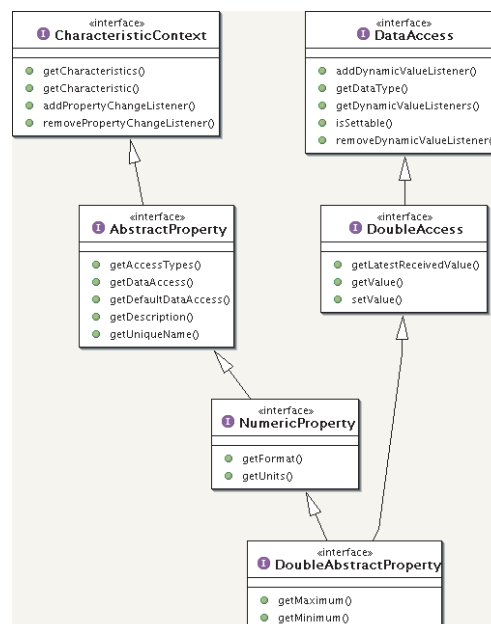 «interface»
I CharacteristicContext
getCharacteristics()
getCharacteristic()
addPropertyChangeListener()
removePropertyChangeListener()
«interface»
I DataAccess
addDynamicValueListener()
getDataType()
getDynamicValueListeners()
isSettable()
removeDynamicValueListener(
«interface»
I AbstractProperty
getAccessTypes()
getDataAccess()
getDefaultDataAccess()
getDescription()
getUniqueName()
«interface»
I DoubleAccess
getLatestReceivedValue()
getValue()
setValue()
«interface»
I NumericProperty
getFormat()
getUnits()
«interface»
I DoubleAbstractProperty
getMaximum()
getMinimum()